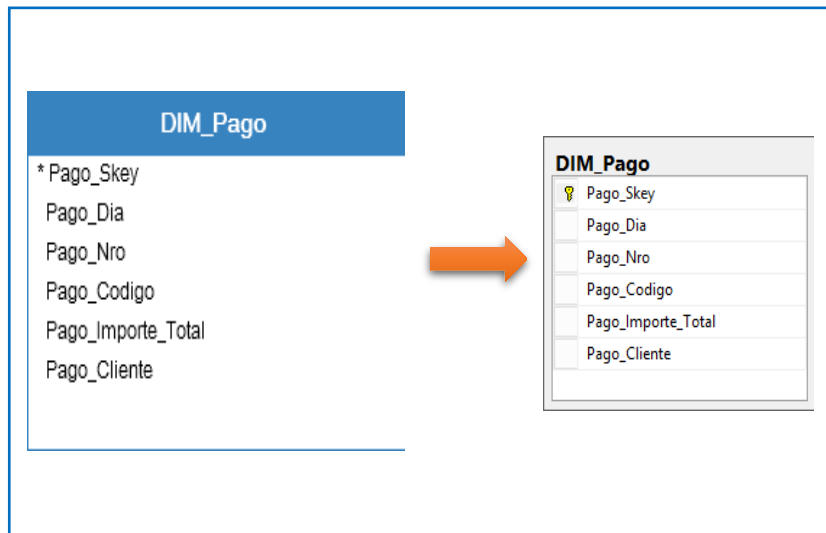 DIM_Pago
* Pago_Skey
Pago_Dia
Pago_Nro
Pago_Codigo
Pago_Importe_Total
Pago_Cliente
DIM_Pago
Pago_Skey
Pago_Dia
Pago_Nro
Pago_Codigo
Pago_Importe_Total
Pago_Cliente